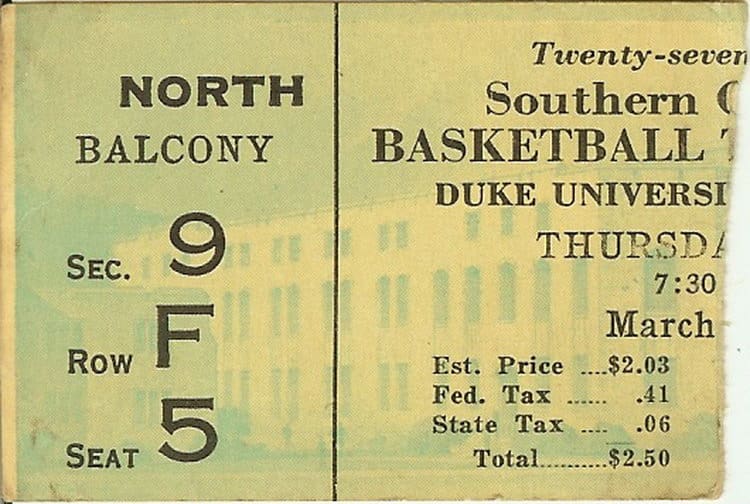 NORTH
BALCONY
SEC. 9
ROW F
SEAT 5
Twenty-seven
Southern
BASKETBALL
DUKE UNIVERSI
THURSDA
7:30
March
Est. Price ....$2.03
Fed. Tax ...... .41
State Tax .... .06
Total..........$2.50